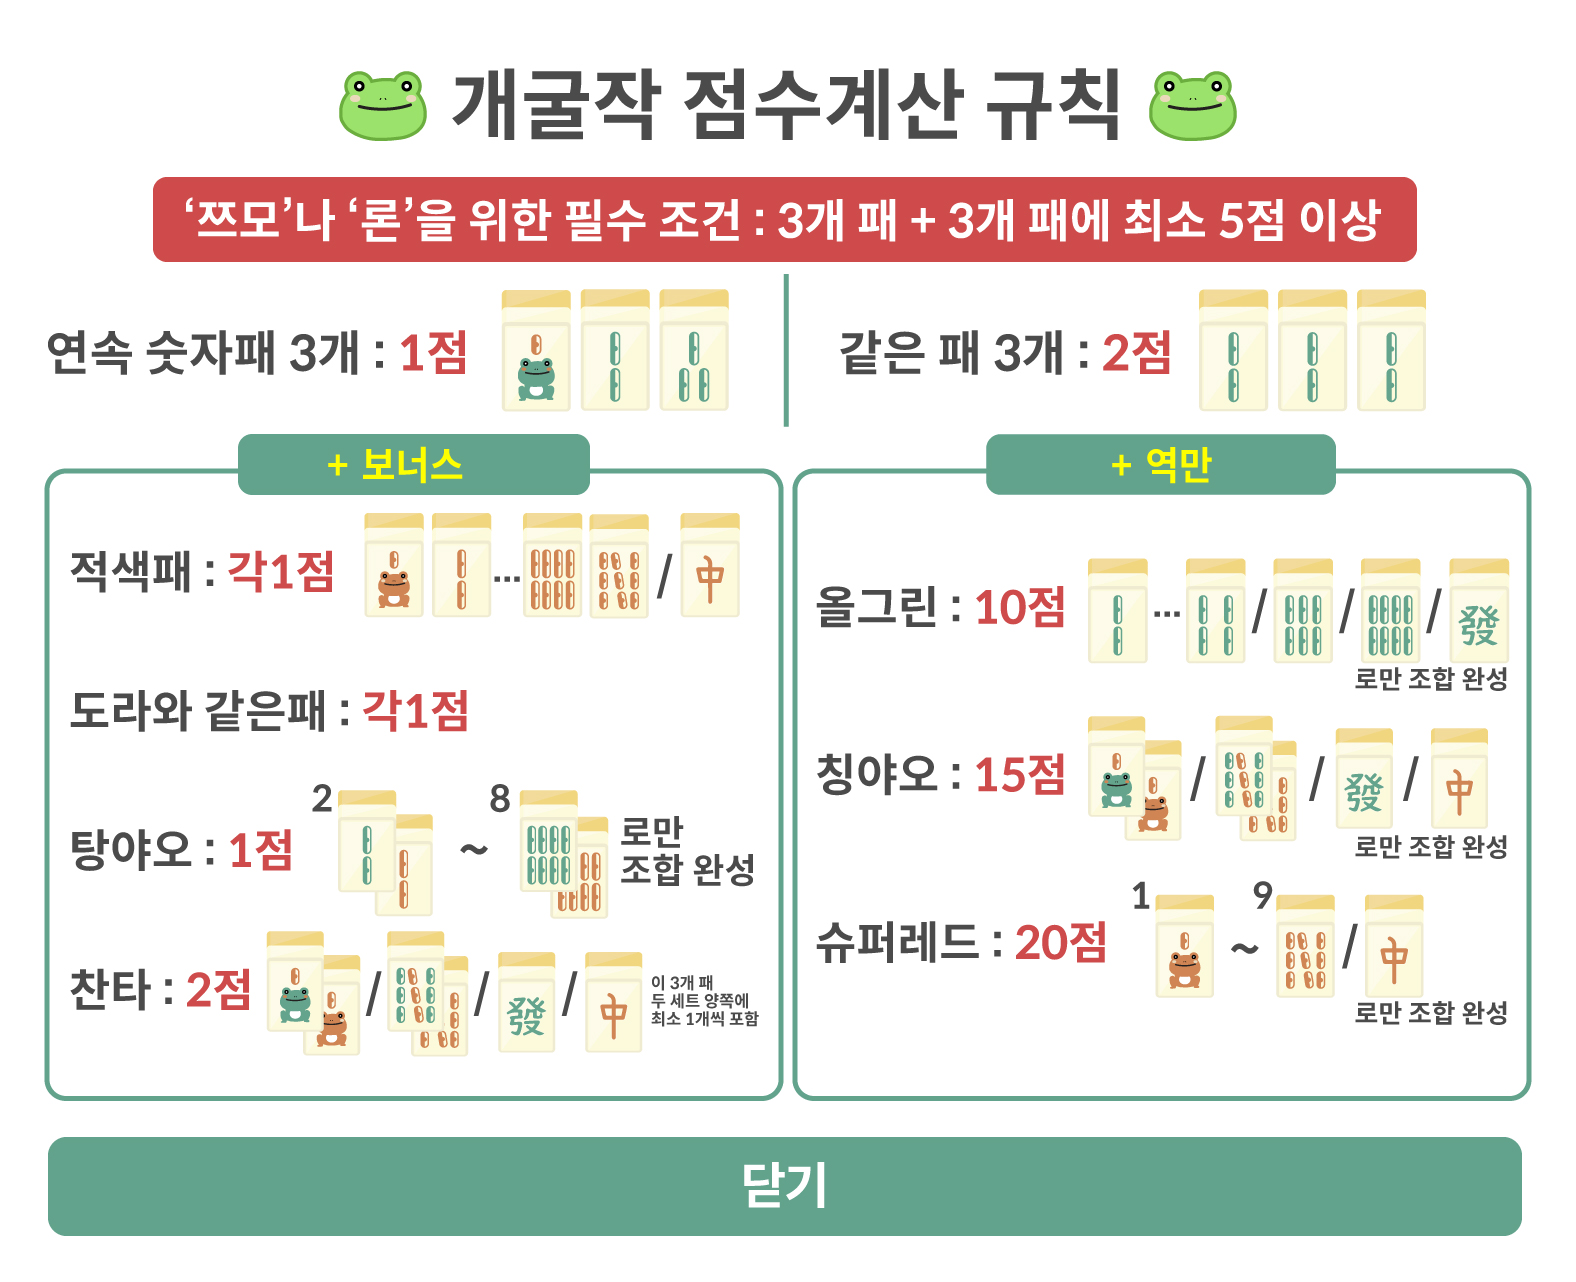 개굴작 점수계산 규칙
‘쯔모’나 ‘론’을 위한 필수 조건 : 3개 패 + 3개 패에 최소 5점 이상
연속 숫자패 3개 : 1점
같은 패 3개 : 2점
+ 보너스
적색패 : 각1점
... / 中
도라와 같은패 : 각1점
탕야오 : 1점
2 ~ 8
로만
조합 완성
찬타 : 2점
/ / 發 / 中
이 3개 패
두 세트 양쪽에
최소 1개씩 포함
+ 역만
올그린 : 10점
... / / / 發
로만 조합 완성
칭야오 : 15점
/ / 發 / 中
로만 조합 완성
슈퍼레드 : 20점
1 ~ 9 / 中
로만 조합 완성
닫기